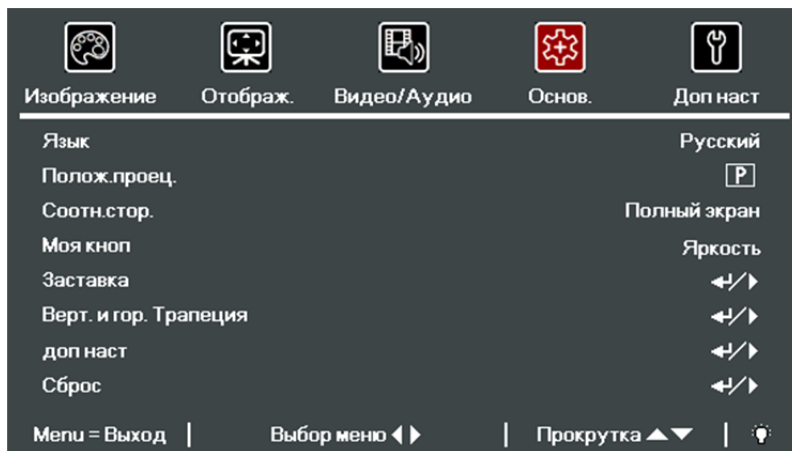 Изображение Отображ. Видео/Аудио Основ. Доп наст
Язык Русский
Полож.проец. P
Соотн.стор. Полный экран
Моя кноп Яркость
Заставка
Верт. и гор. Трапеция
доп наст
Сброс
Menu = Выход Выбор меню Прокрутка